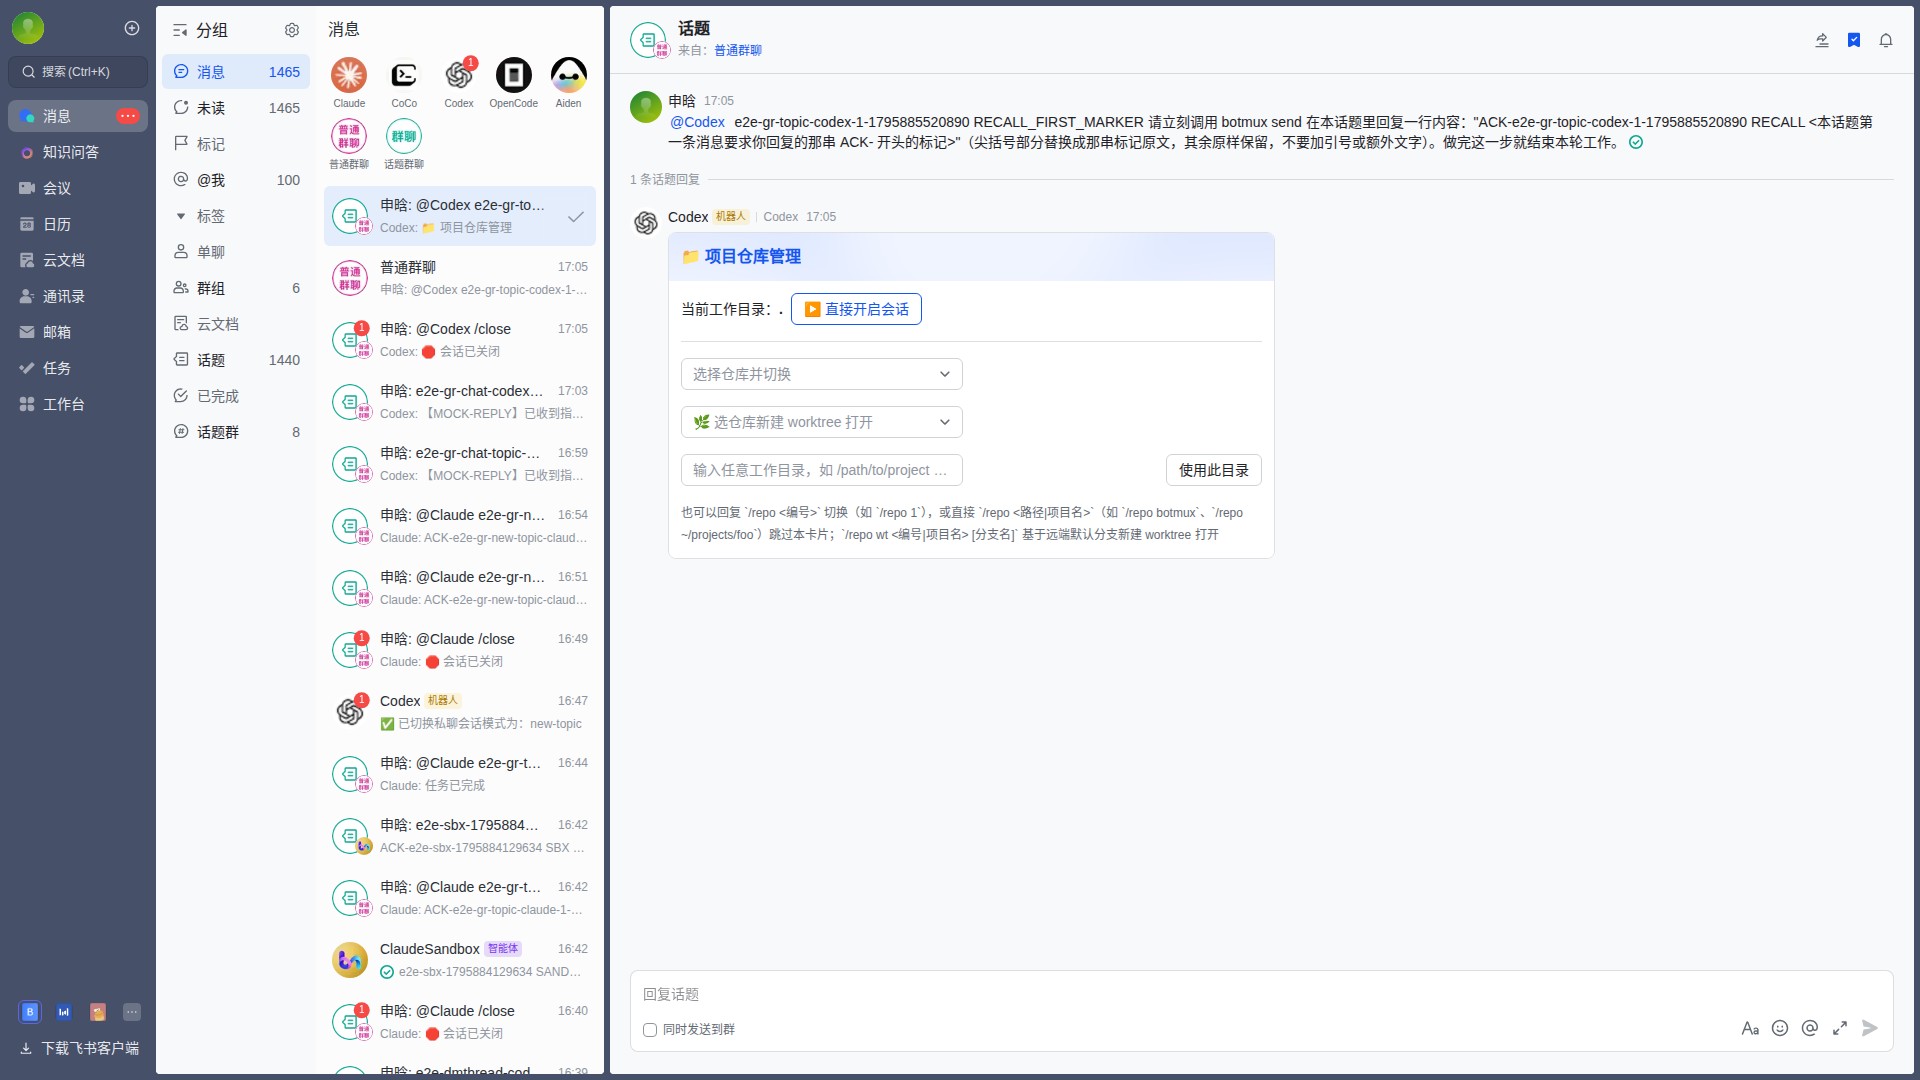 搜索 (Ctrl+K)
消息
知识问答
会议
日历
云文档
通讯录
邮箱
任务
工作台
下载飞书客户端
分组
消息 1465
未读 1465
标记
@我 100
标签
单聊
群组 6
云文档
话题 1440
已完成
话题群 8
消息
Claude
CoCo
1
Codex
OpenCode
Aiden
普通群聊
普通群聊
群聊
话题群聊
申晗: @Codex e2e-gr-to…
Codex: 📁 项目仓库管理
普通群聊 17:05
申晗: @Codex e2e-gr-topic-codex-1-…
1
申晗: @Codex /close 17:05
Codex: 🛑 会话已关闭
申晗: e2e-gr-chat-codex… 17:03
Codex: 【MOCK-REPLY】已收到指…
申晗: e2e-gr-chat-topic-… 16:59
Codex: 【MOCK-REPLY】已收到指…
申晗: @Claude e2e-gr-n… 16:54
Claude: ACK-e2e-gr-new-topic-claud…
申晗: @Claude e2e-gr-n… 16:51
Claude: ACK-e2e-gr-new-topic-claud…
1
申晗: @Claude /close 16:49
Claude: 🛑 会话已关闭
1
Codex 机器人 16:47
✅ 已切换私聊会话模式为：new-topic
申晗: @Claude e2e-gr-t… 16:44
Claude: 任务已完成
申晗: e2e-sbx-1795884… 16:42
ACK-e2e-sbx-1795884129634 SBX …
申晗: @Claude e2e-gr-t… 16:42
Claude: ACK-e2e-gr-topic-claude-1-…
ClaudeSandbox 智能体 16:42
e2e-sbx-1795884129634 SAND…
1
申晗: @Claude /close 16:40
Claude: 🛑 会话已关闭
申晗: e2e-dmthread-cod… 16:39
话题
来自：普通群聊
申晗 17:05
@Codex e2e-gr-topic-codex-1-1795885520890 RECALL_FIRST_MARKER 请立刻调用 botmux send 在本话题里回复一行内容："ACK-e2e-gr-topic-codex-1-1795885520890 RECALL <本话题第
一条消息要求你回复的那串 ACK- 开头的标记>"（尖括号部分替换成那串标记原文，其余原样保留，不要加引号或额外文字）。做完这一步就结束本轮工作。
1 条话题回复
Codex 机器人 | Codex 17:05
📁 项目仓库管理
当前工作目录：. ▶️ 直接开启会话
选择仓库并切换
🌿 选仓库新建 worktree 打开
输入任意工作目录，如 /path/to/project …
使用此目录
也可以回复 `/repo <编号>` 切换（如 `/repo 1`），或直接 `/repo <路径|项目名>`（如 `/repo botmux`、`/repo
~/projects/foo`）跳过本卡片；`/repo wt <编号|项目名> [分支名]` 基于远端默认分支新建 worktree 打开
回复话题
同时发送到群